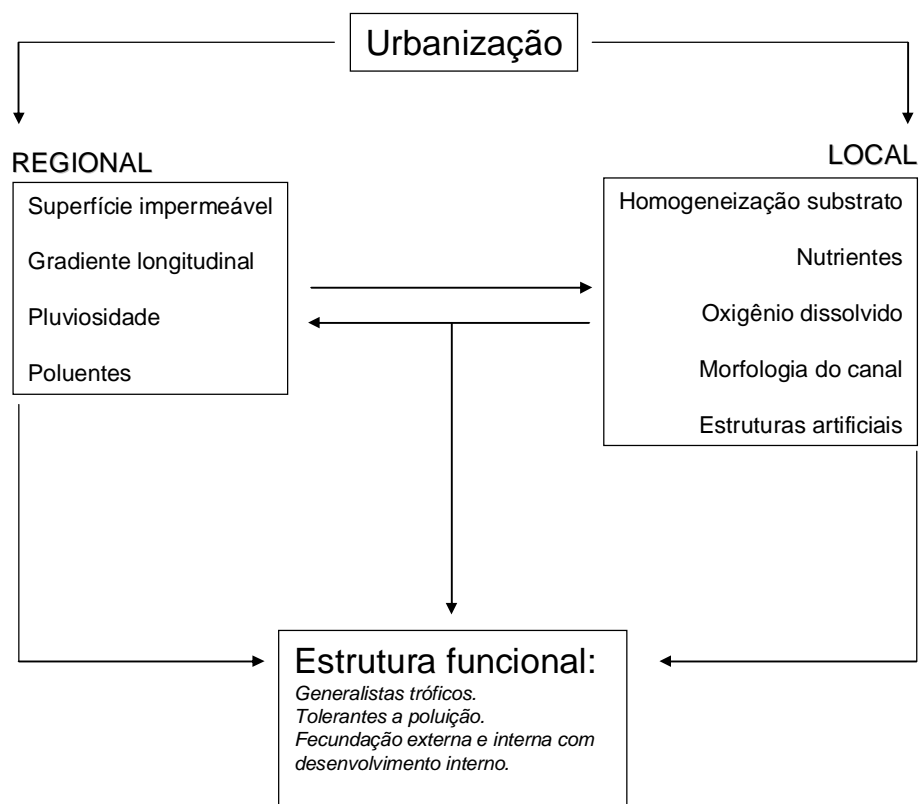 Urbanização
REGIONAL
Superfície impermeável
Gradiente longitudinal
Pluviosidade
Poluentes
LOCAL
Homogeneização substrato
Nutrientes
Oxigênio dissolvido
Morfologia do canal
Estruturas artificiais
Estrutura funcional:
Generalistas tróficos.
Tolerantes a poluição.
Fecundação externa e interna com
desenvolvimento interno.